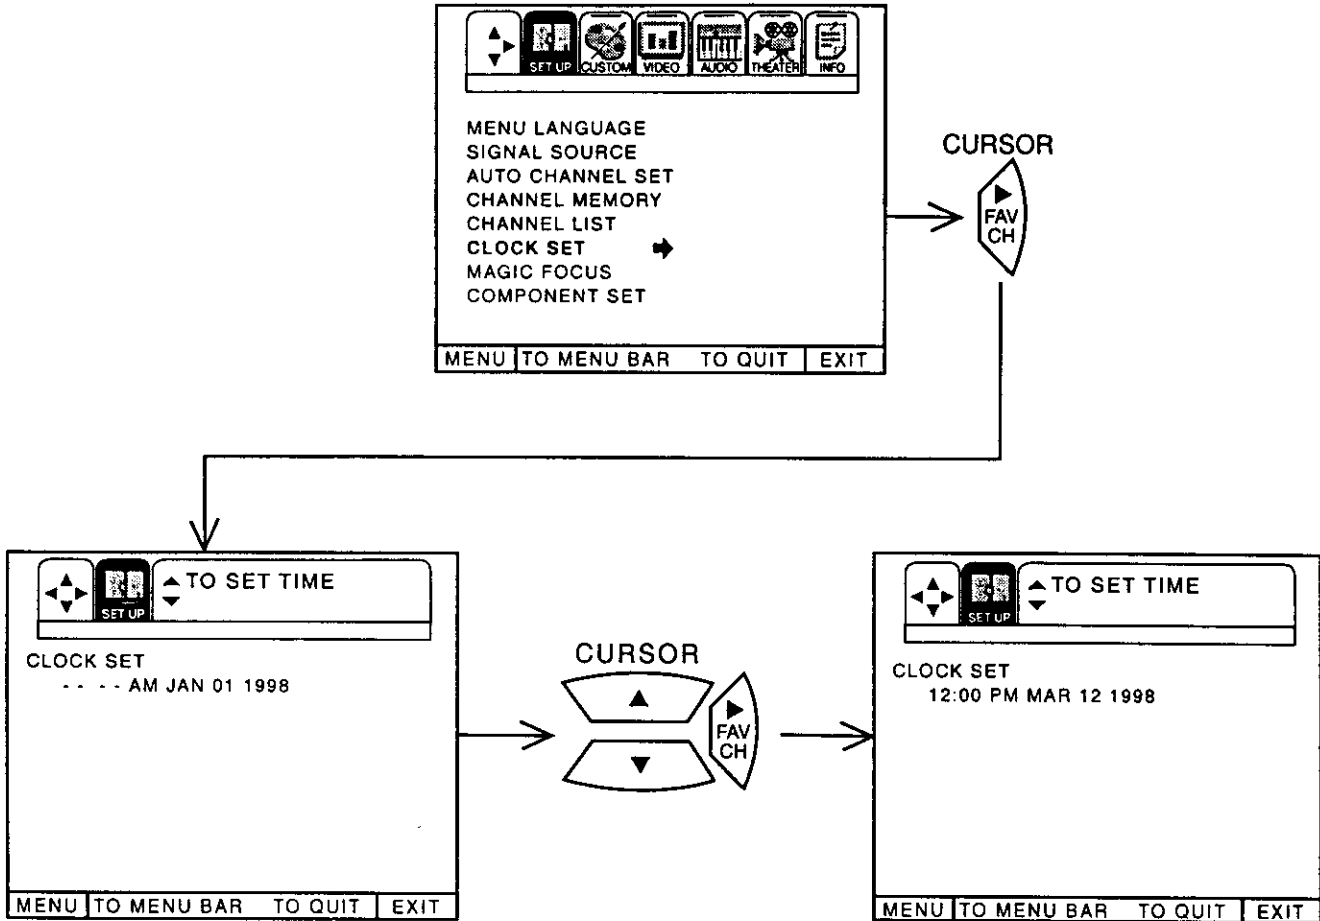 SET UP CUSTOM VIDEO AUDIO THEATER INFO
MENU LANGUAGE
SIGNAL SOURCE
AUTO CHANNEL SET
CHANNEL MEMORY
CHANNEL LIST
CLOCK SET
MAGIC FOCUS
COMPONENT SET
MENU TO MENU BAR TO QUIT EXIT
CURSOR
FAV
CH
SET UP
TO SET TIME
CLOCK SET
- - - - AM JAN 01 1998
MENU TO MENU BAR TO QUIT EXIT
CURSOR
FAV
CH
SET UP
TO SET TIME
CLOCK SET
12:00 PM MAR 12 1998
MENU TO MENU BAR TO QUIT EXIT